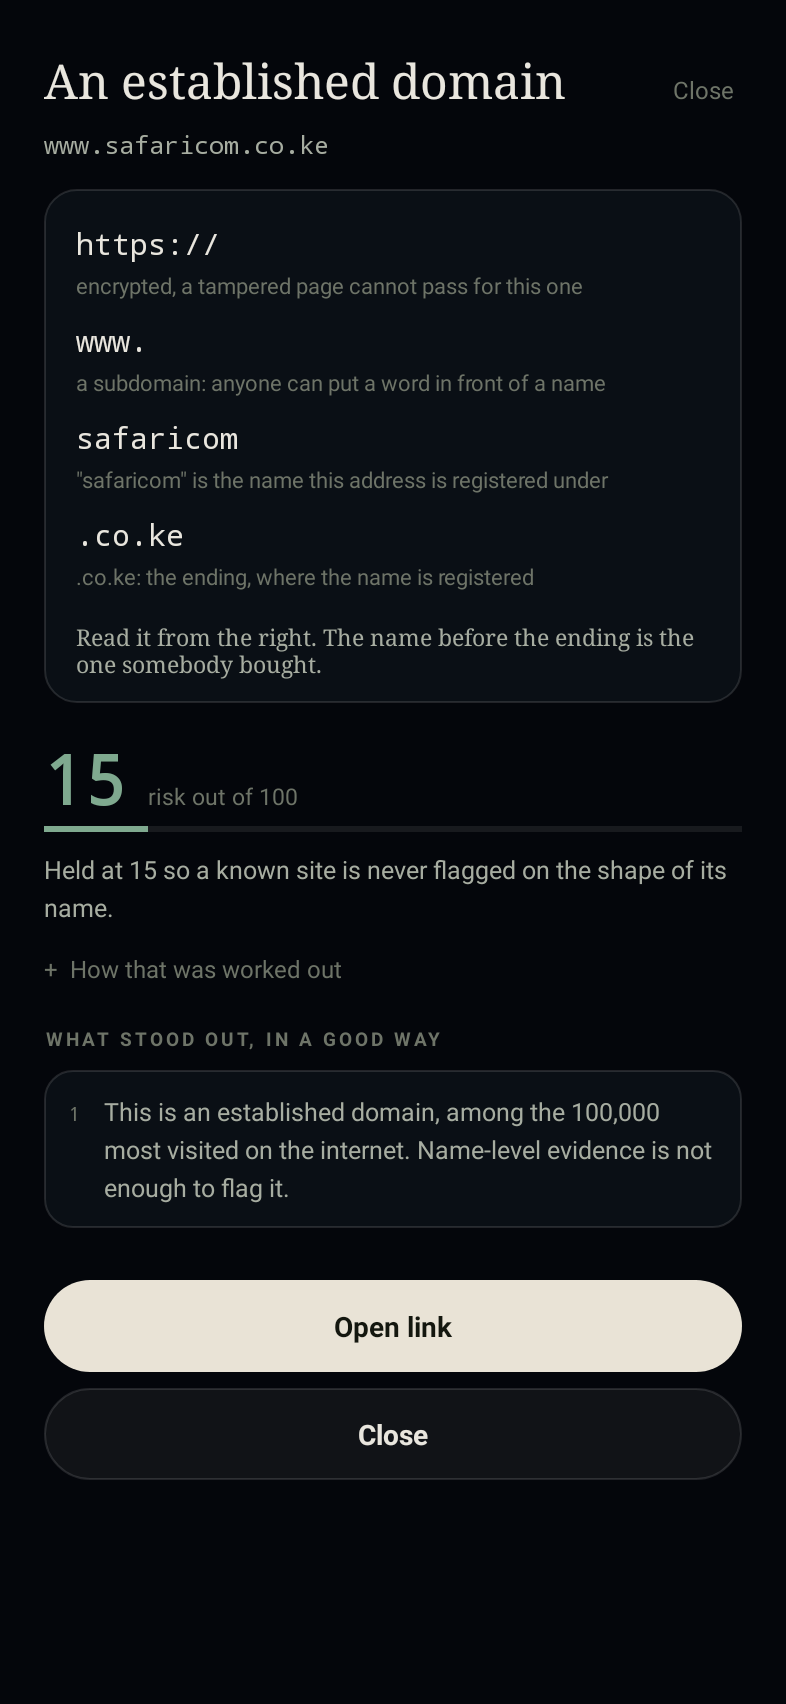 An established domain
Close
www.safaricom.co.ke
https://
encrypted, a tampered page cannot pass for this one
www.
a subdomain: anyone can put a word in front of a name
safaricom
"safaricom" is the name this address is registered under
.co.ke
.co.ke: the ending, where the name is registered
Read it from the right. The name before the ending is the
one somebody bought.
15 risk out of 100
Held at 15 so a known site is never flagged on the shape of its
name.
+ How that was worked out
WHAT STOOD OUT, IN A GOOD WAY
1 This is an established domain, among the 100,000
most visited on the internet. Name-level evidence is not
enough to flag it.
Open link
Close